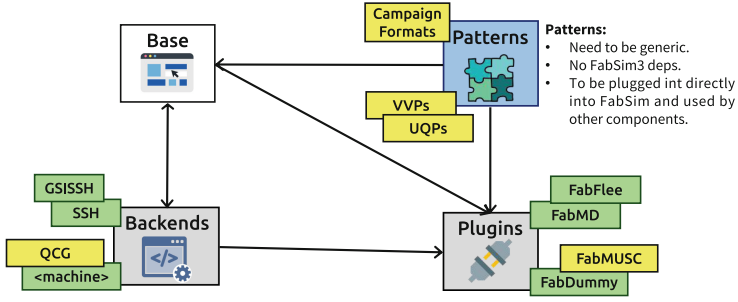 Campaign
Formats
Base
Patterns
Patterns:
• Need to be generic.
• No FabSim3 deps.
• To be plugged int directly
into FabSim and used by
other components.
VVPs
UQPs
GSISSH
SSH
Backends
QCG
</>
<machine>
Plugins
FabFlee
FabMD
FabMUSC
FabDummy